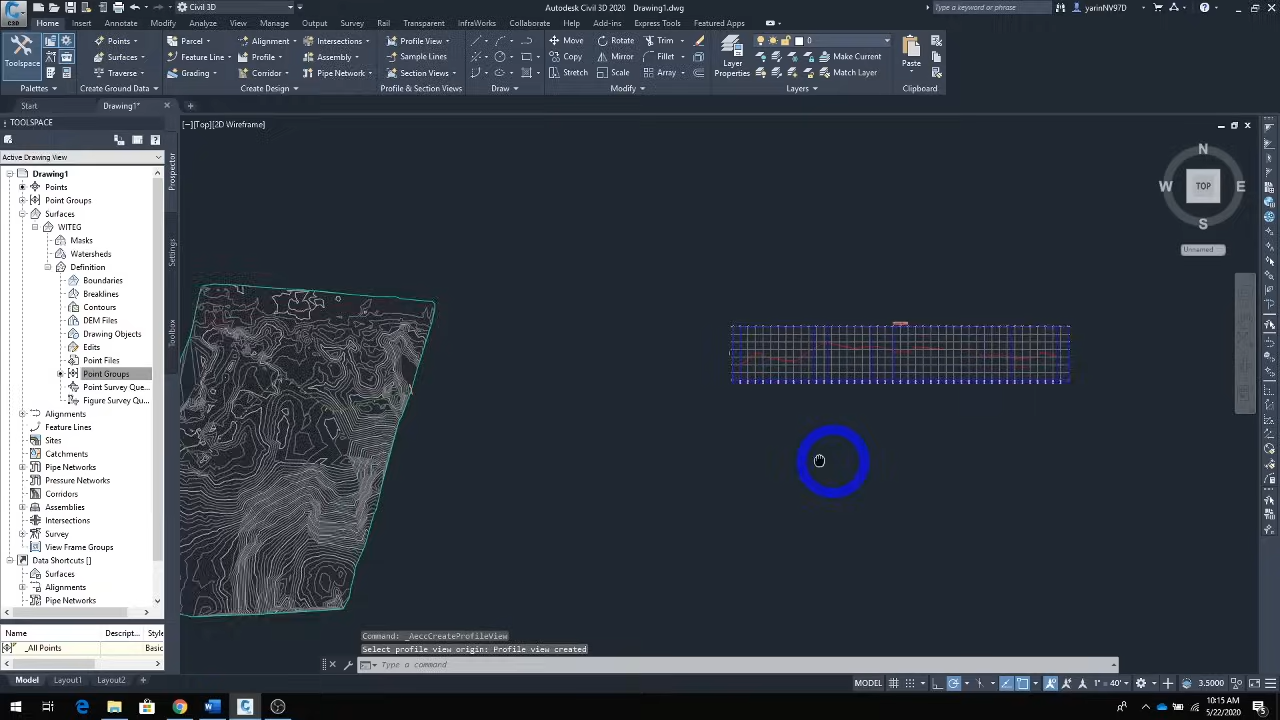 Civil 3D
Autodesk Civil 3D 2020 Drawing1.dwg
Type a keyword or phrase
yarinNV97D
C3D
Home Insert Annotate Modify Analyze View Manage Output Survey Rail Transparent InfraWorks Collaborate Help Add-ins Express Tools Featured Apps
Toolspace
Points Parcel Alignment Intersections Profile View Move Rotate Trim 0
Surfaces Feature Line Profile Assembly Sample Lines Copy Mirror Fillet Make Current
Traverse Grading Corridor Pipe Network Section Views Stretch Scale Array Match Layer
Layer Properties
Paste
Palettes Create Ground Data Create Design Profile & Section Views Draw Modify Layers Clipboard
Start Drawing1*
TOOLSPACE
[−][Top][2D Wireframe]
Active Drawing View
Drawing1
Points
Point Groups
Surfaces
WITEG
Masks
Watersheds
Definition
Boundaries
Breaklines
Contours
DEM Files
Drawing Objects
Edits
Point Files
Point Groups
Point Survey Que...
Figure Survey Qu...
Alignments
Feature Lines
Sites
Catchments
Pipe Networks
Pressure Networks
Corridors
Assemblies
Intersections
Survey
View Frame Groups
Data Shortcuts []
Surfaces
Alignments
Pipe Networks
Prospector
Settings
Toolbox
N
W TOP E
S
Unnamed
Name Descript... Style
_All Points Basic
Command: _AeccCreateProfileView
Select profile view origin: Profile view created
Type a command
Model Layout1 Layout2
MODEL 1" = 40' 3.5000
10:15 AM
5/22/2020